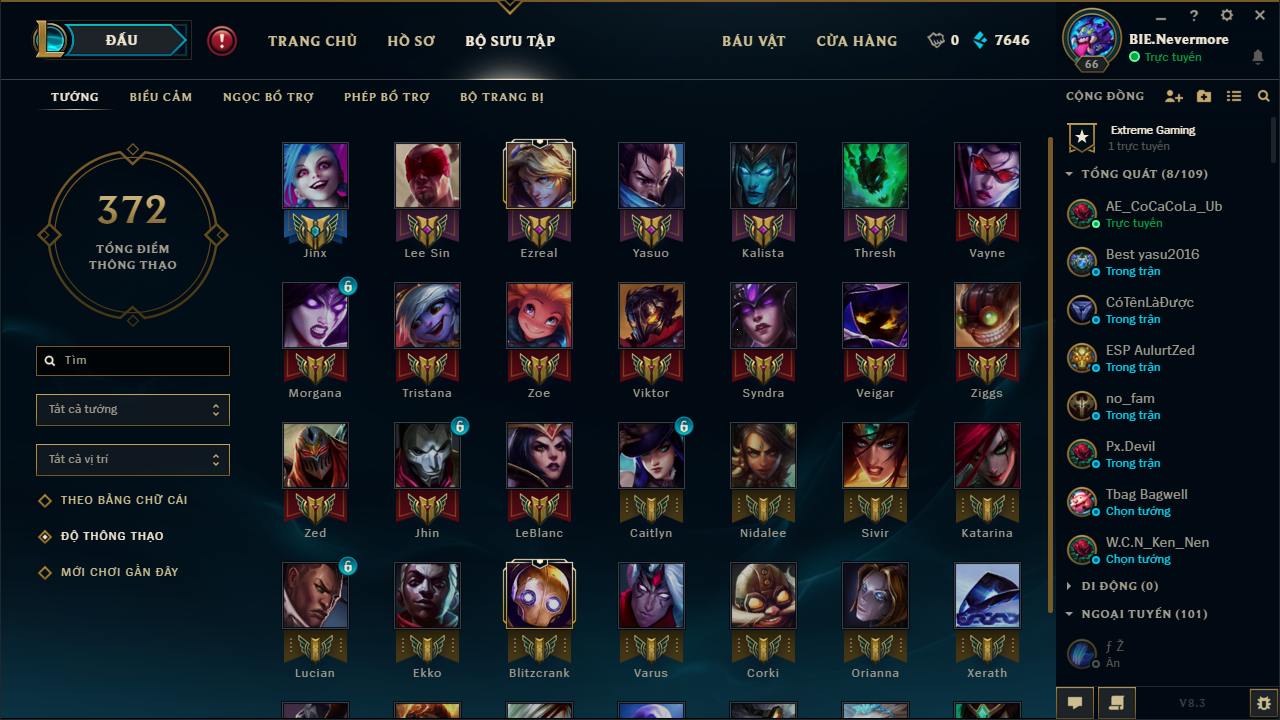 ĐẤU
TRANG CHỦ
HỒ SƠ
BỘ SƯU TẬP
BÁU VẬT
CỬA HÀNG
0
7646
66
BIE.Nevermore
Trực tuyến
TƯỚNG
BIỂU CẢM
NGỌC BỔ TRỢ
PHÉP BỔ TRỢ
BỘ TRANG BỊ
372
TỔNG ĐIỂM
THÔNG THẠO
Tìm
Tất cả tướng
Tất cả vị trí
THEO BẢNG CHỮ CÁI
ĐỘ THÔNG THẠO
MỚI CHƠI GẦN ĐÂY
Jinx
Lee Sin
Ezreal
Yasuo
Kalista
Thresh
Vayne
6
Morgana
Tristana
Zoe
Viktor
Syndra
Veigar
Ziggs
6
6
Zed
Jhin
LeBlanc
Caitlyn
Nidalee
Sivir
Katarina
6
Lucian
Ekko
Blitzcrank
Varus
Corki
Orianna
Xerath
CỘNG ĐỒNG
Extreme Gaming
1 trực tuyến
TỔNG QUÁT (8/109)
AE_CoCaCoLa_Ub
Trực tuyến
Best yasu2016
Trong trận
CóTênLàĐược
Trong trận
ESP AulurtZed
Trong trận
no_fam
Trong trận
Px.Devil
Trong trận
Tbag Bagwell
Chọn tướng
W.C.N_Ken_Nen
Chọn tướng
DI ĐỘNG (0)
NGOẠI TUYẾN (101)
ƒ Ž
Ẩn
V8.3